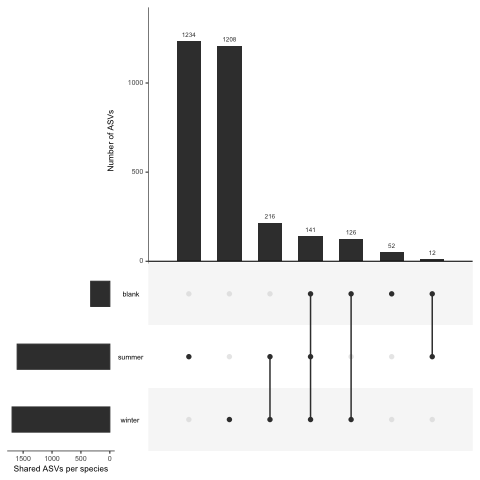 1234
1208
1000
Number of ASVs
500
216
141
126
52
12
0
blank
summer
winter
1500 1000 500 0
Shared ASVs per species